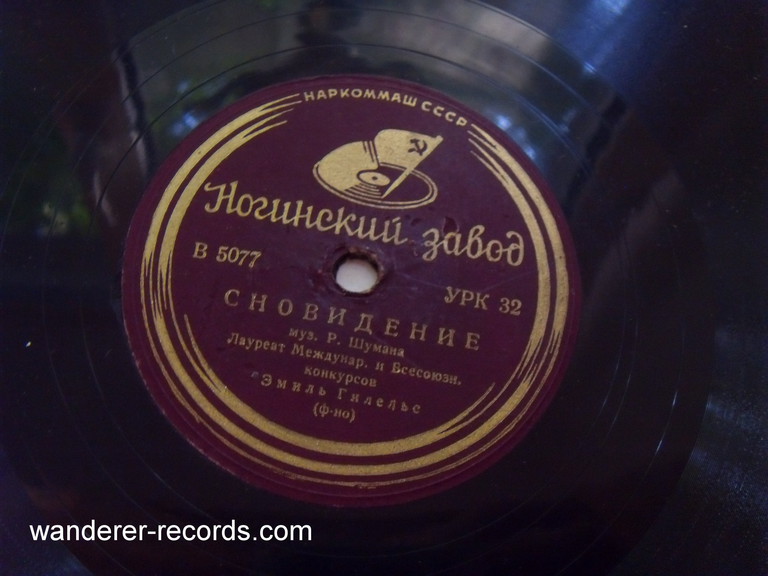 НАРКОММАШ СССР
Ногинский завод
В 5077
УРК 32
СНОВИДЕНИЕ
муз. Р. Шумана
Лауреат Междунар. и Всесоюзн.
конкурсов
Эмиль Гилельс
(ф-но)
wanderer-records.com